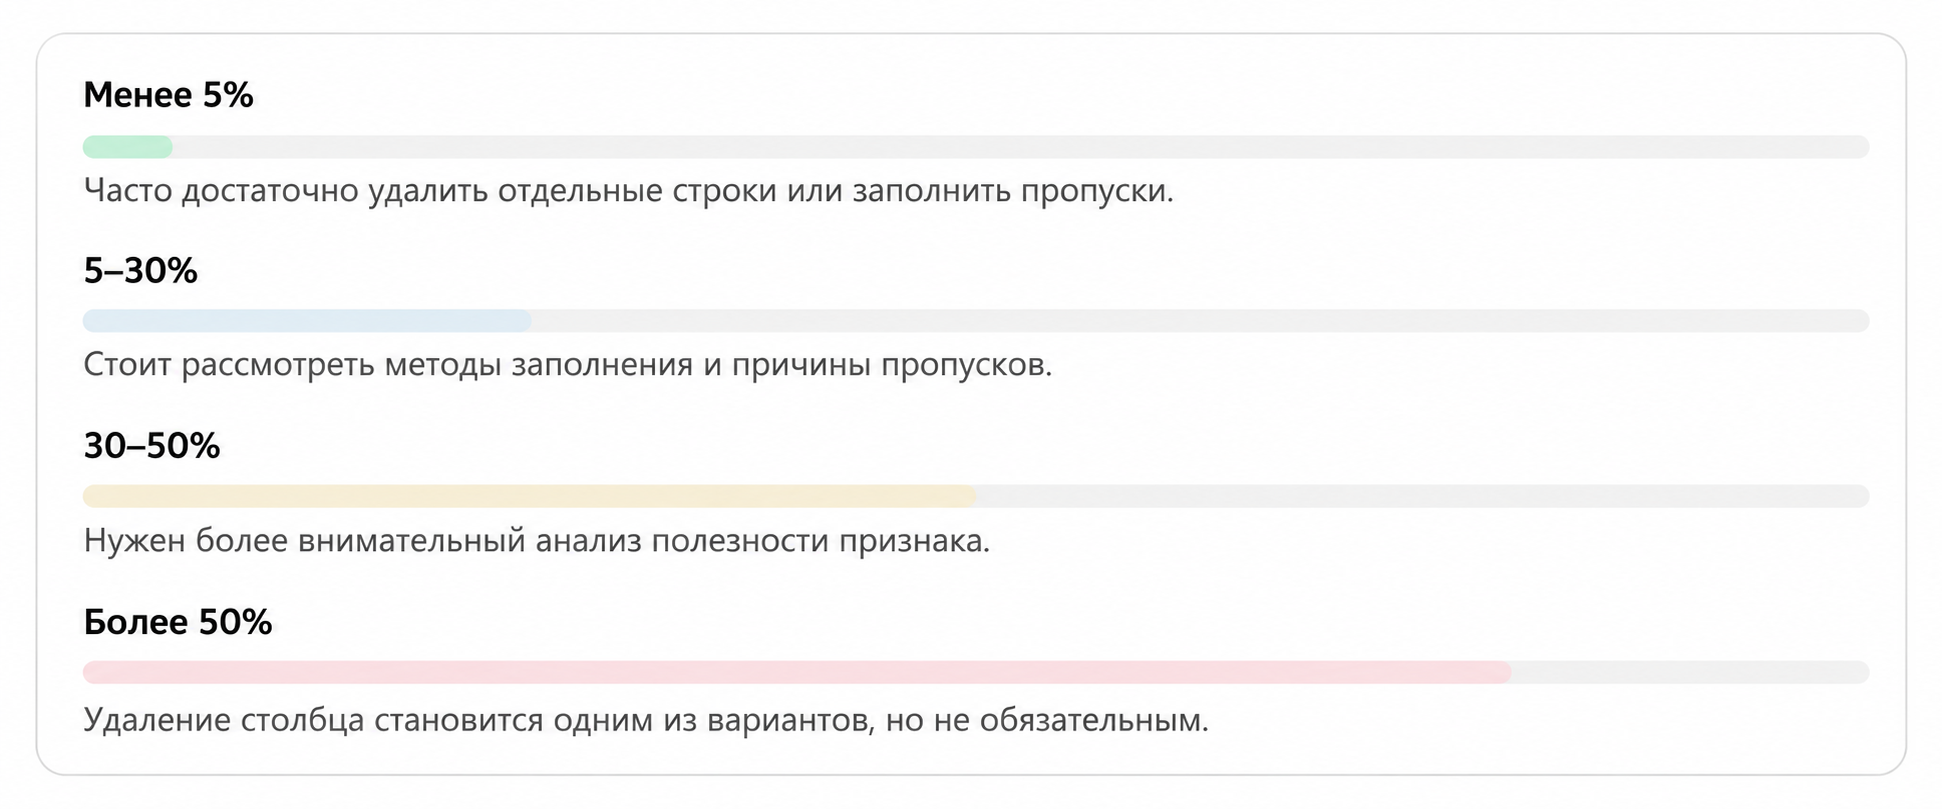 Менее 5%
Часто достаточно удалить отдельные строки или заполнить пропуски.
5–30%
Стоит рассмотреть методы заполнения и причины пропусков.
30–50%
Нужен более внимательный анализ полезности признака.
Более 50%
Удаление столбца становится одним из вариантов, но не обязательным.